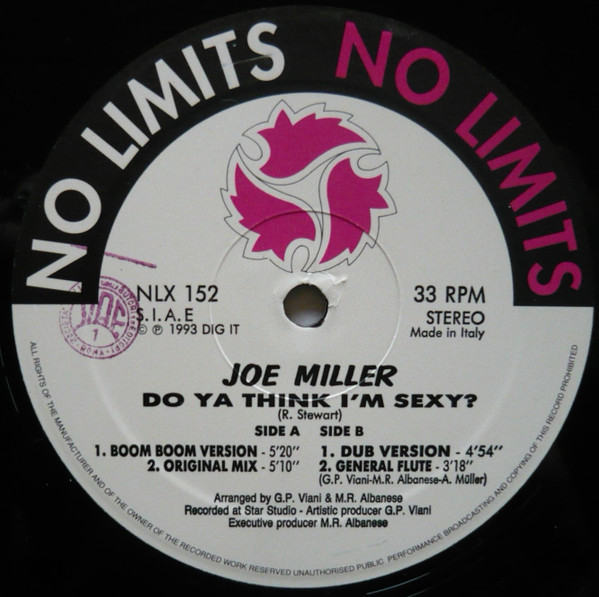 NO LIMITS NO LIMITS
NLX 152
S.I.A.E
© ℗ 1993 DIG IT
33 RPM
STEREO
Made in Italy
JOE MILLER
DO YA THINK I'M SEXY?
(R. Stewart)
SIDE A SIDE B
1. BOOM BOOM VERSION - 5'20" 1. DUB VERSION - 4'54"
2. ORIGINAL MIX - 5'10" 2. GENERAL FLUTE - 3'18"
(G.P. Viani-M.R. Albanese-A. Müller)
Arranged by G.P. Viani & M.R. Albanese
Recorded at Star Studio - Artistic producer G.P. Viani
Executive producer M.R. Albanese
ALL RIGHTS OF THE MANUFACTURER AND OF THE OWNER OF THE RECORDED WORK RESERVED UNAUTHORISED PUBLIC PERFORMANCE BROADCASTING AND COPYING OF THIS RECORD PROHIBITED